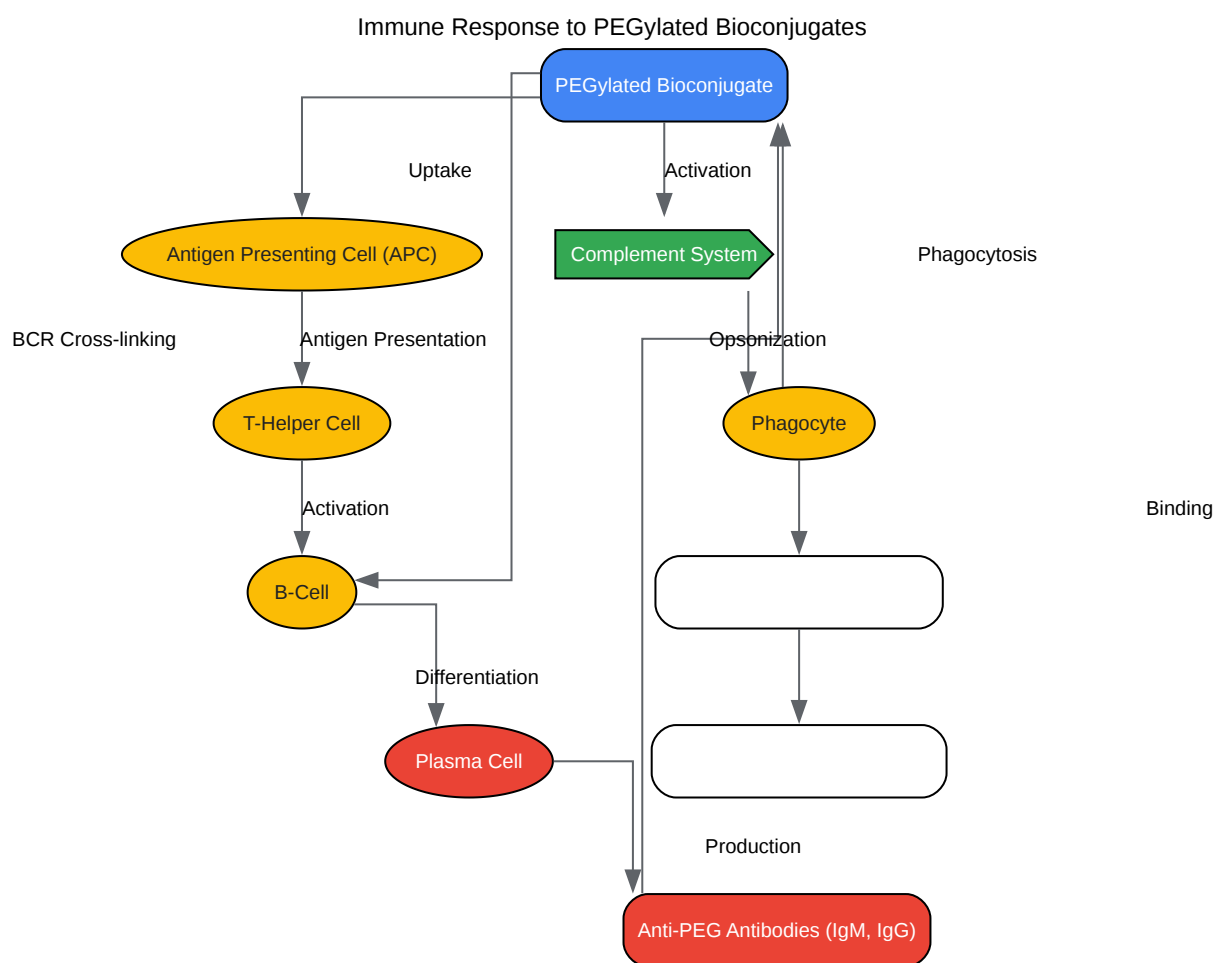 Immune Response to PEGylated Bioconjugates
PEGylated Bioconjugate
Uptake
Activation
Antigen Presenting Cell (APC)
Complement System
Phagocytosis
BCR Cross-linking
Antigen Presentation
Opsonization
T-Helper Cell
Phagocyte
Activation
Binding
B-Cell
Differentiation
Plasma Cell
Production
Anti-PEG Antibodies (IgM, IgG)